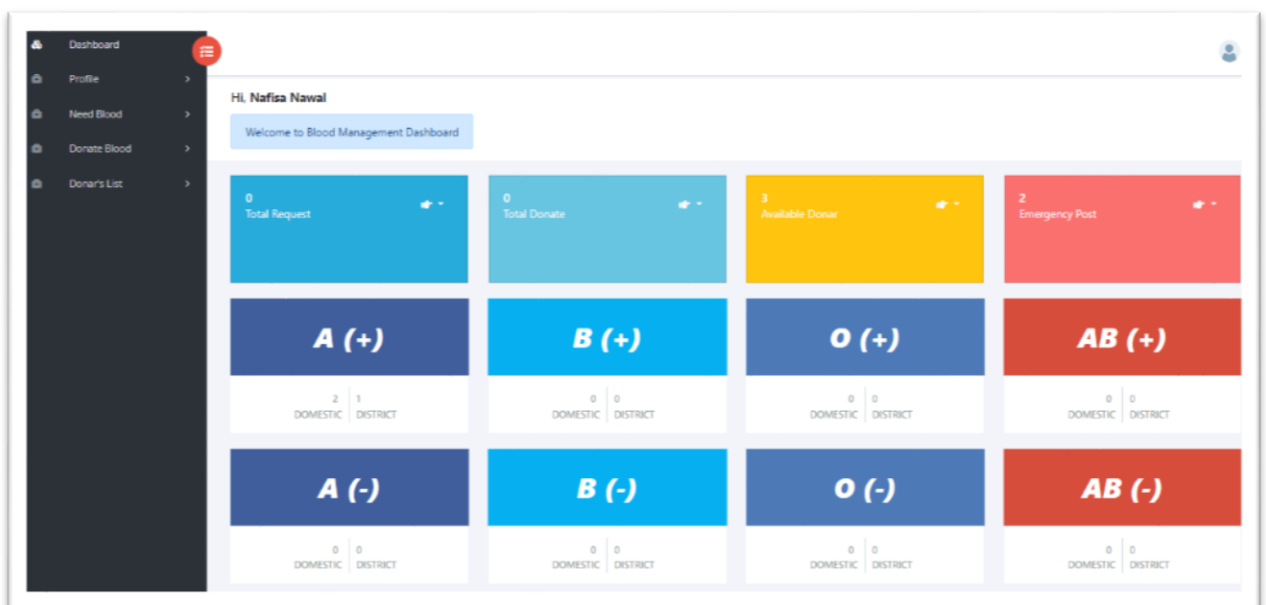 Dashboard
Profile
Need Blood
Donate Blood
Donar's List
Hi, Nafisa Nawal
Welcome to Blood Management Dashboard
0
Total Request
0
Total Donate
3
Available Donar
2
Emergency Post
A (+)
2 1
DOMESTIC DISTRICT
B (+)
0 0
DOMESTIC DISTRICT
O (+)
0 0
DOMESTIC DISTRICT
AB (+)
0 0
DOMESTIC DISTRICT
A (-)
0 0
DOMESTIC DISTRICT
B (-)
0 0
DOMESTIC DISTRICT
O (-)
0 0
DOMESTIC DISTRICT
AB (-)
0 0
DOMESTIC DISTRICT